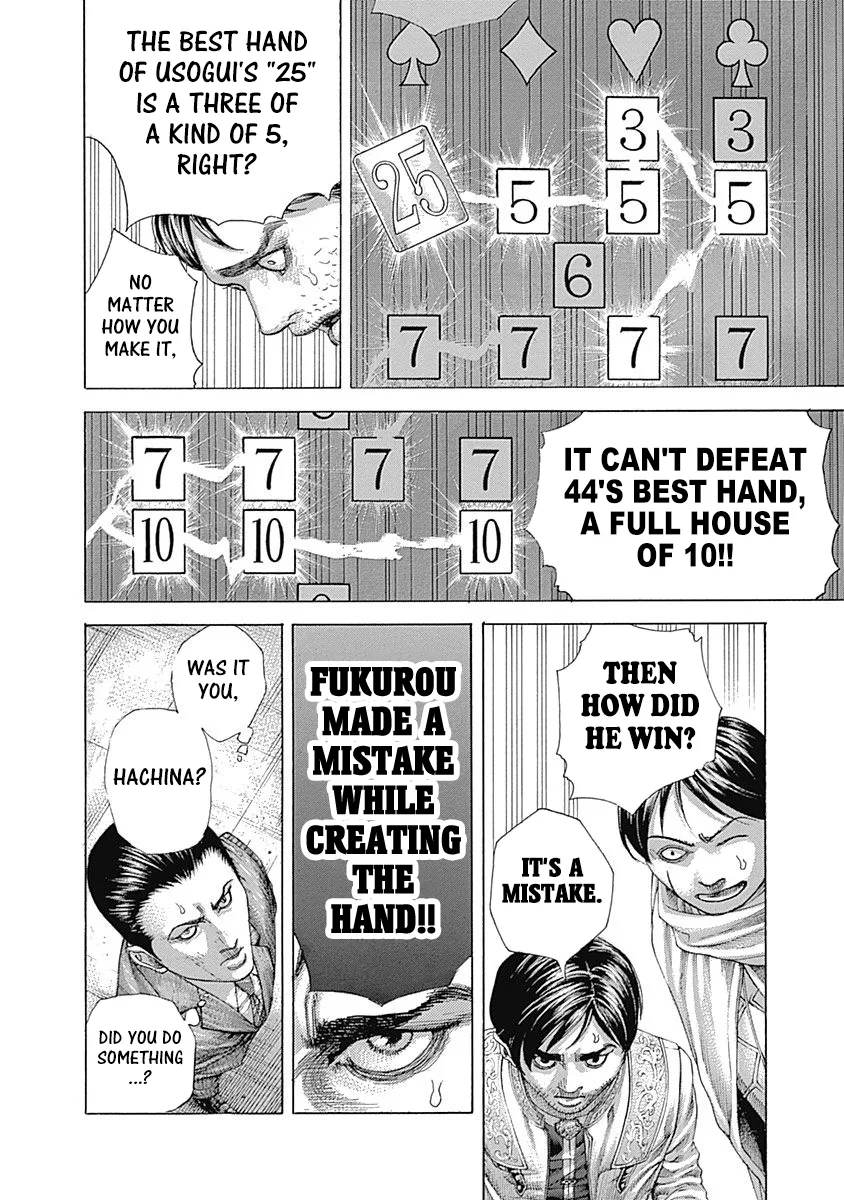 THE BEST HAND
OF USOGUI'S "25"
IS A THREE OF
A KIND OF 5,
RIGHT?
NO
MATTER
HOW YOU
MAKE IT,
3 3
25 5 5 5
6
7 7 7 7
7 7 7 7
10 10 10
IT CAN'T DEFEAT
44'S BEST HAND,
A FULL HOUSE
OF 10!!
WAS IT
YOU,
HACHINA?
DID YOU DO
SOMETHING
...?
FUKUROU
MADE A
MISTAKE
WHILE
CREATING
THE
HAND!!
THEN
HOW DID
HE WIN?
IT'S A
MISTAKE.